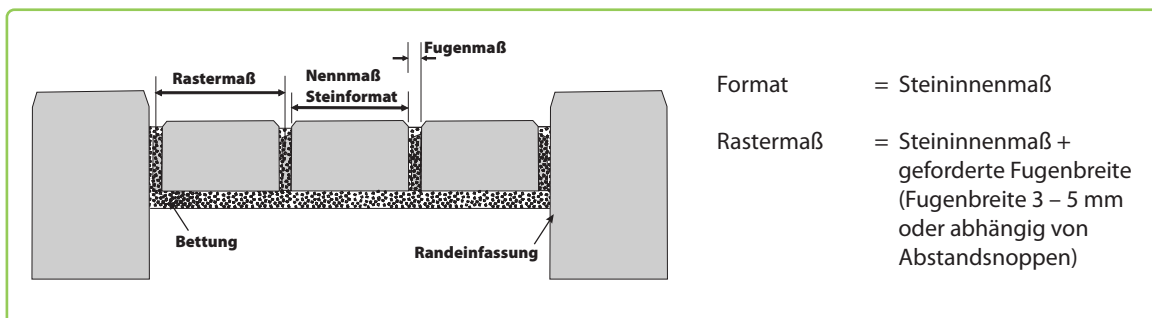 Fugenmaß
Rastermaß
Nennmaß
Steinformat
Bettung
Randeinfassung
Format = Steininnenmaß
Rastermaß = Steininnenmaß +
geforderte Fugenbreite
(Fugenbreite 3 – 5 mm
oder abhängig von
Abstandsnoppen)